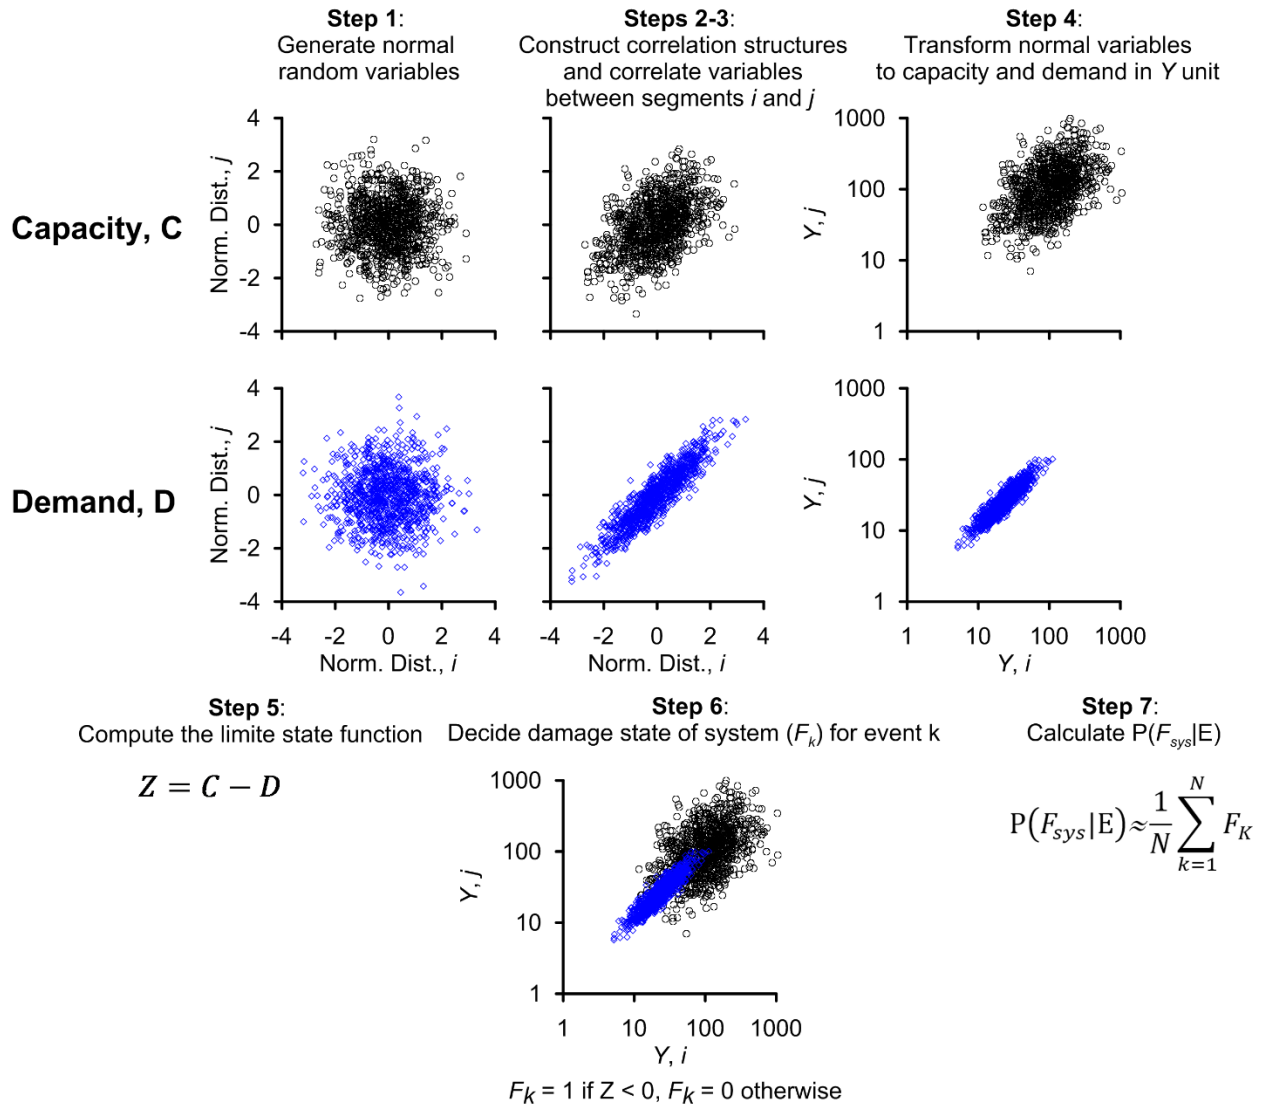 Step 1:
Generate normal
random variables
Steps 2-3:
Construct correlation structures
and correlate variables
between segments i and j
Step 4:
Transform normal variables
to capacity and demand in Y unit
Capacity, C
Norm. Dist., j
4
2
0
-2
-4
Y, j
1000
100
10
1
Demand, D
Norm. Dist., j
4
2
0
-2
-4
-4 -2 0 2 4
Norm. Dist., i
-4 -2 0 2 4
Norm. Dist., i
Y, j
1000
100
10
1
1 10 100 1000
Y, i
Step 5:
Compute the limite state function
Z = C − D
Step 6:
Decide damage state of system (Fk) for event k
Y, j
1000
100
10
1
1 10 100 1000
Y, i
Fk = 1 if Z < 0, Fk = 0 otherwise
Step 7:
Calculate P(Fsys|E)
P(Fsys|E)≈1/N ∑k=1N FK